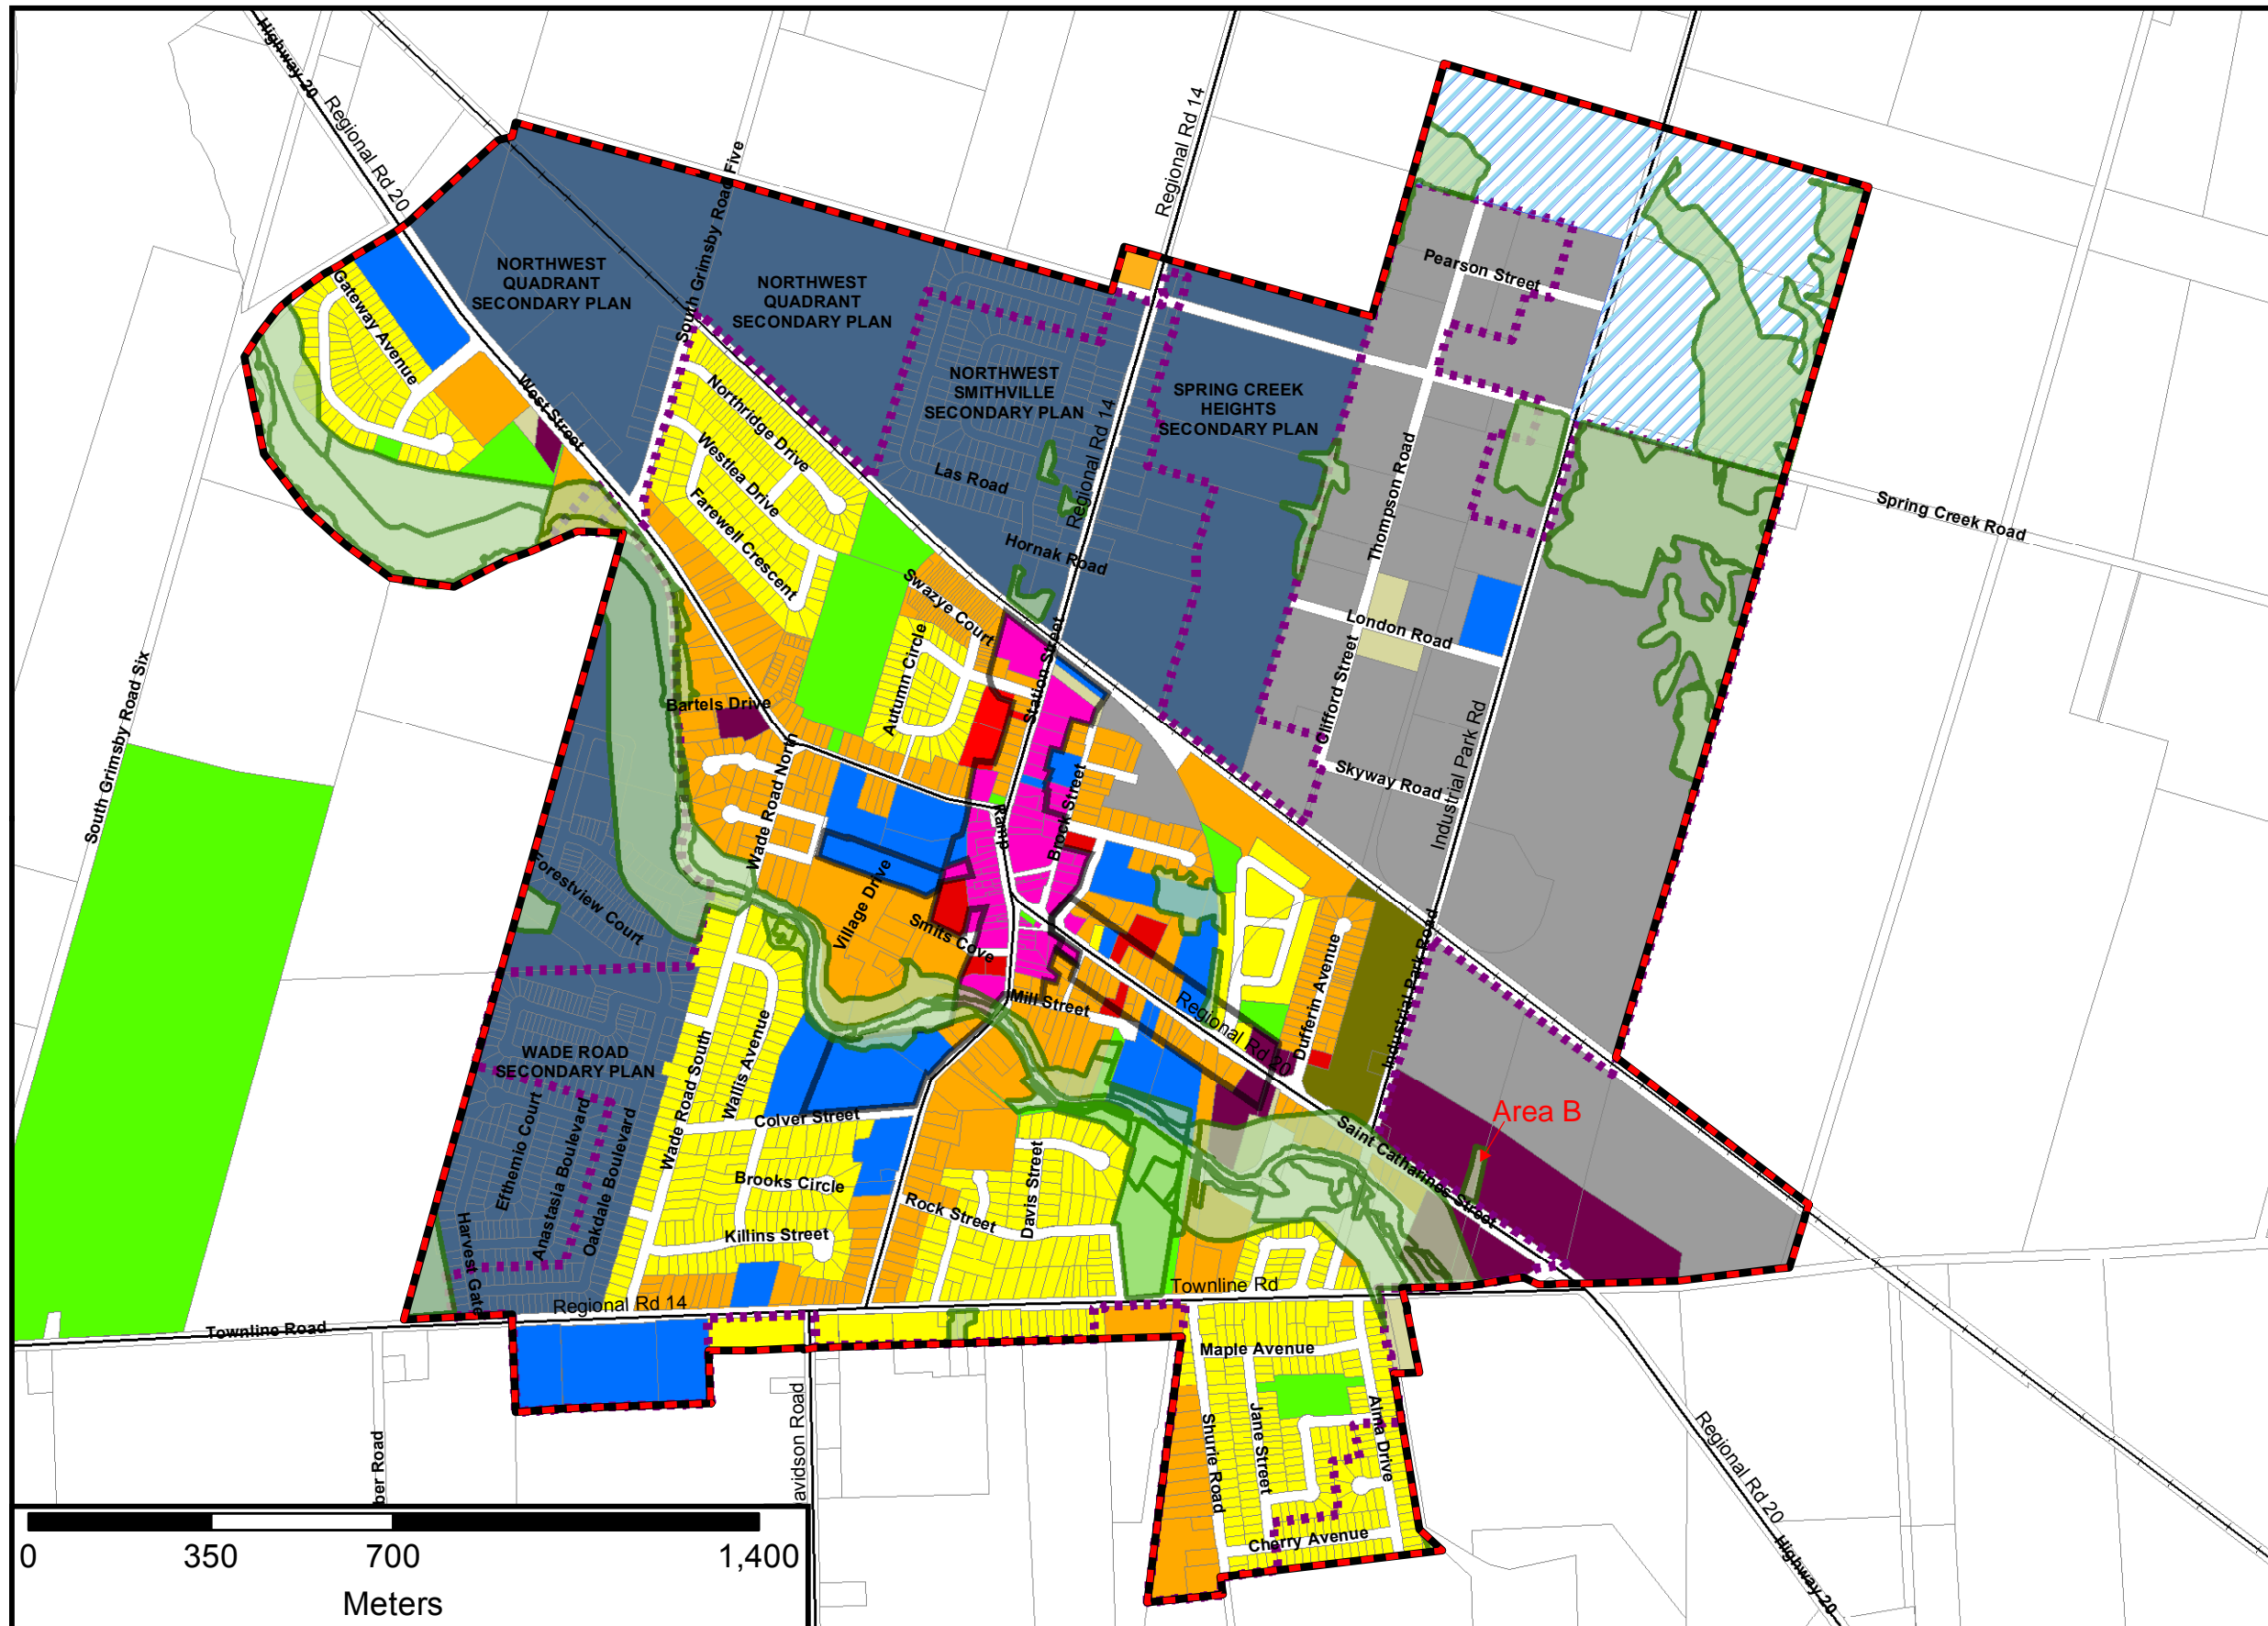 Highway 20
Regional Rd 20
Regional Rd 14
South Grimsby Road Five
NORTHWEST
QUADRANT
SECONDARY PLAN
NORTHWEST
QUADRANT
SECONDARY PLAN
Pearson Street
Gateway Avenue
West Street
Northridge Drive
Westlea Drive
Farewell Crescent
NORTHWEST
SMITHVILLE
SECONDARY PLAN
SPRING CREEK
HEIGHTS
SECONDARY PLAN
Regional Rd 14
Las Road
Hornak Road
Thompson Road
Spring Creek Road
Swazye Court
Autumn Circle
Station Street
London Road
Clifford Street
Skyway Road
Industrial Park Rd
South Grimsby Road Six
Bartels Drive
Wade Road North
Ramp
Brock Street
Forestview Court
Village Drive
Smits Cove
Mill Street
Regional Rd 20
Dufferin Avenue
Industrial Park Road
WADE ROAD
SECONDARY PLAN
Wade Road South
Wallis Avenue
Colver Street
Area B
Saint Catharines Street
Efthemio Court
Anastasia Boulevard
Oakdale Boulevard
Harvest Gate
Brooks Circle
Killins Street
Rock Street
Davis Street
Townline Rd
Regional Rd 14
Townline Road
Maple Avenue
Shurie Road
Jane Street
Alma Drive
Cherry Avenue
Regional Rd 20
Highway 20
ber Road
avidson Road
0 350 700 1,400
Meters